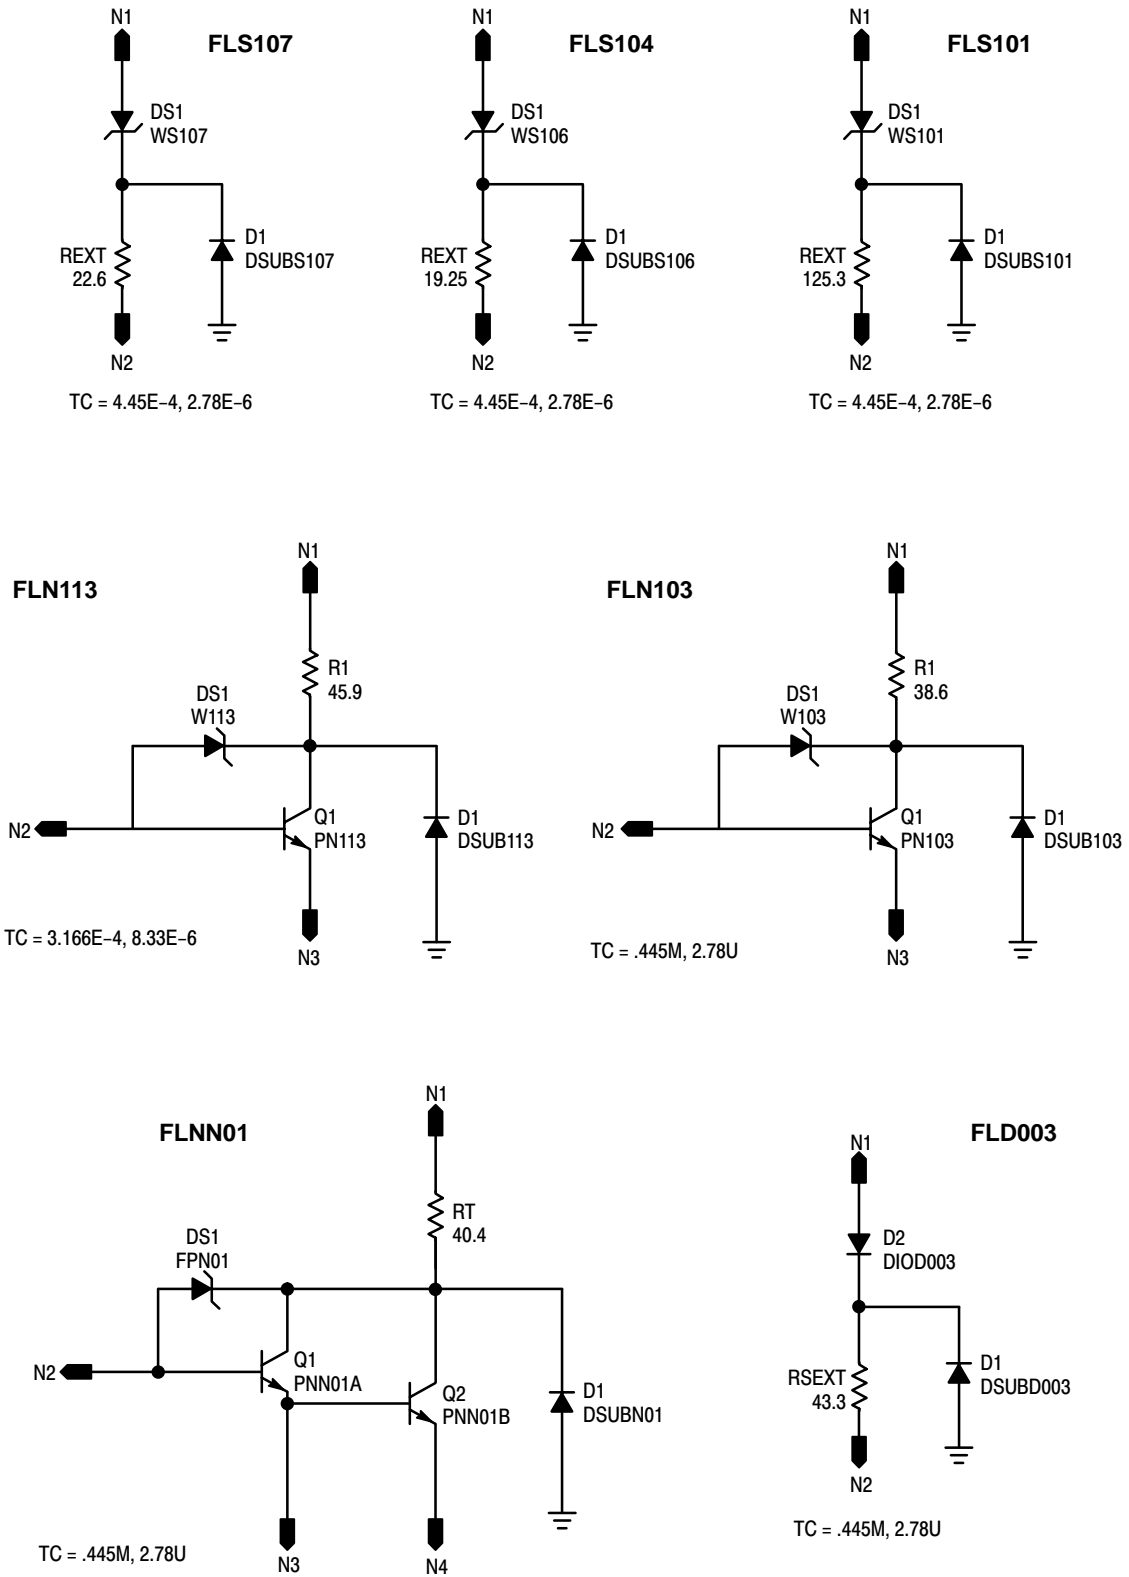 N1
FLS107
DS1
WS107
REXT
22.6
D1
DSUBS107
N2
TC = 4.45E−4, 2.78E−6
N1
FLS104
DS1
WS106
REXT
19.25
D1
DSUBS106
N2
TC = 4.45E−4, 2.78E−6
N1
FLS101
DS1
WS101
REXT
125.3
D1
DSUBS101
N2
TC = 4.45E−4, 2.78E−6
FLN113
N1
R1
45.9
DS1
W113
N2
Q1
PN113
D1
DSUB113
TC = 3.166E−4, 8.33E−6
N3
FLN103
N1
R1
38.6
DS1
W103
N2
Q1
PN103
D1
DSUB103
TC = .445M, 2.78U
N3
FLNN01
N1
RT
40.4
DS1
FPN01
N2
Q1
PNN01A
Q2
PNN01B
D1
DSUBN01
TC = .445M, 2.78U
N3
N4
FLD003
N1
D2
DIOD003
RSEXT
43.3
D1
DSUBD003
N2
TC = .445M, 2.78U